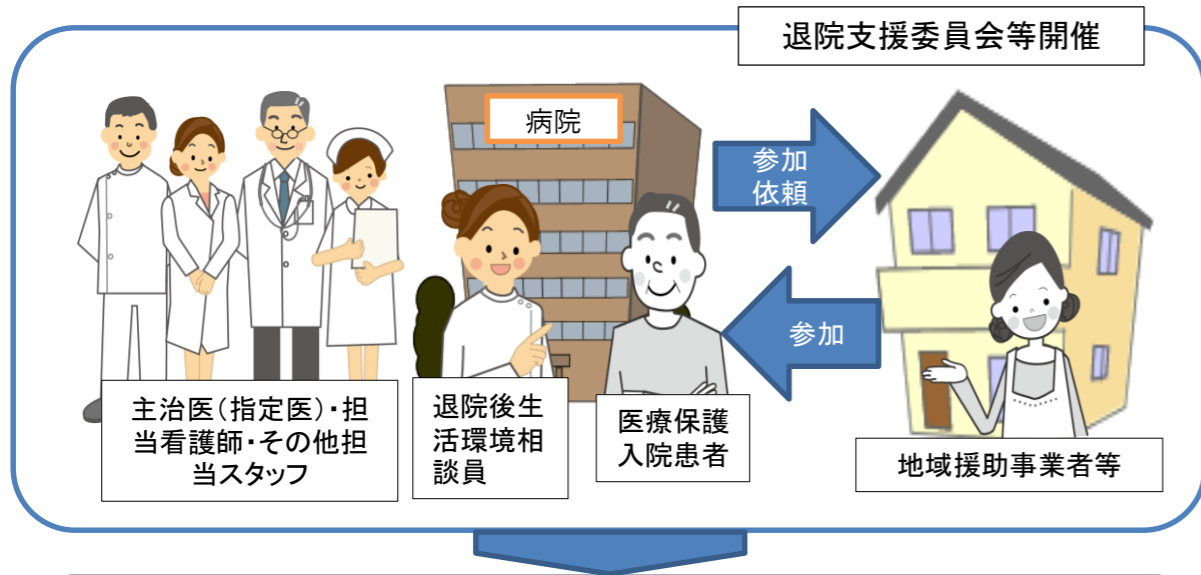 退院支援委員会等開催
病院
参加
依頼
参加
主治医（指定医）・担
当看護師・その他担
当スタッフ
退院後生
活環境相
談員
医療保護
入院患者
地域援助事業者等